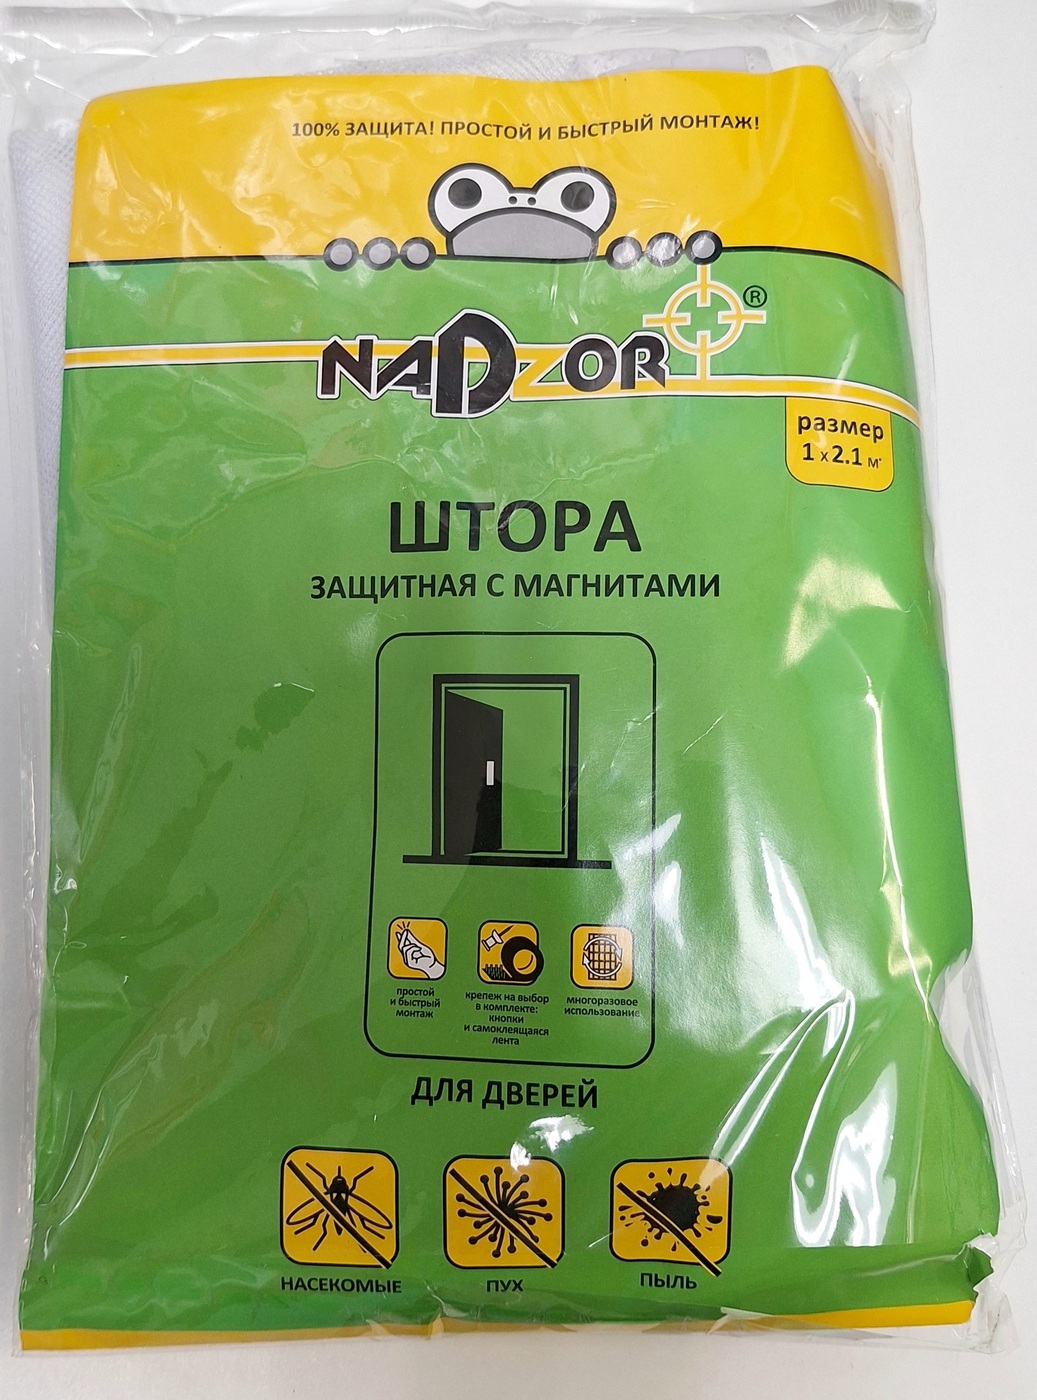 100% ЗАЩИТА! ПРОСТОЙ И БЫСТРЫЙ МОНТАЖ!
NADZOR®
размер
1 x 2.1 м
ШТОРА
ЗАЩИТНАЯ С МАГНИТАМИ
простой
и быстрый
монтаж
крепеж на выбор
в комплекте:
кнопки
и самоклеящаяся
лента
многоразовое
использование
ДЛЯ ДВЕРЕЙ
НАСЕКОМЫЕ
ПУХ
ПЫЛЬ